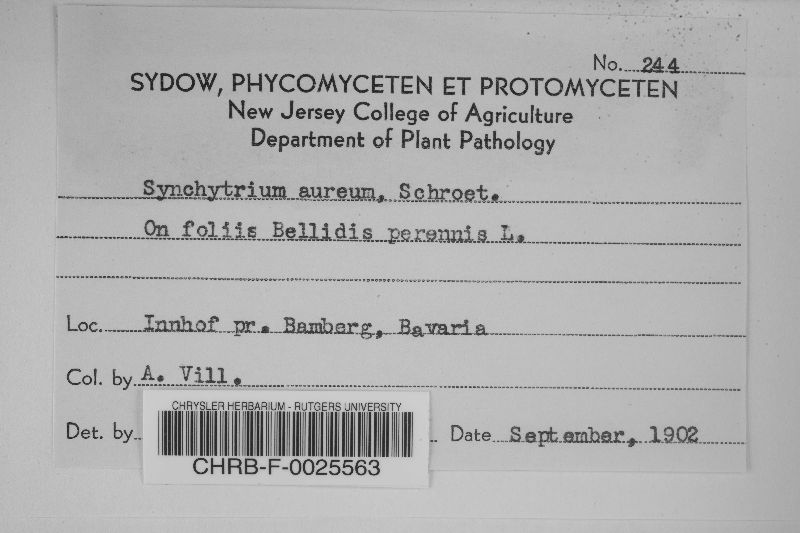 No. 244
SYDOW, PHYCOMYCETEN ET PROTOMYCETEN
New Jersey College of Agriculture
Department of Plant Pathology
Synchytrium aureum, Schroet.
On foliis Bellidis perennis L.
Loc. Innhof pr. Bamberg, Bavaria
Col. by A. Vill.
Det. by Date September, 1902
CHRYSLER HERBARIUM - RUTGERS UNIVERSITY
CHRB-F-0025563